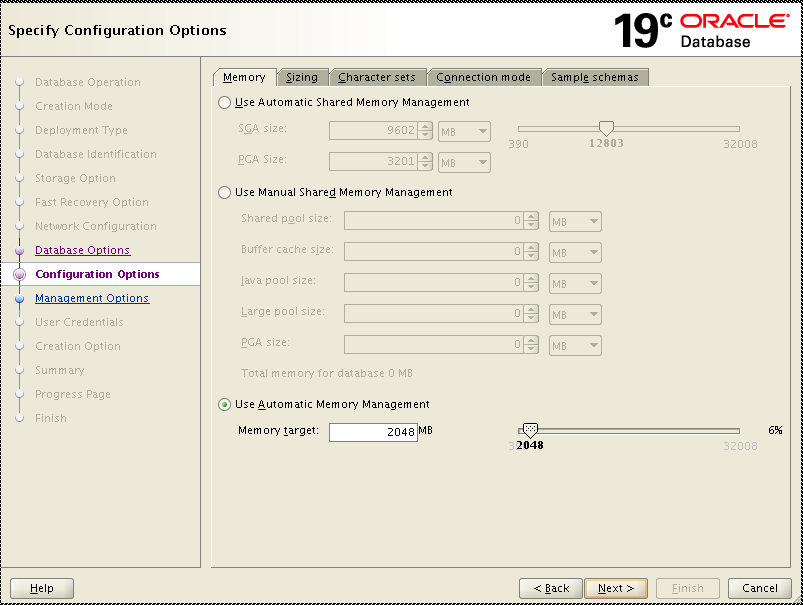 Specify Configuration Options
19c ORACLE Database
Database Operation
Creation Mode
Deployment Type
Database Identification
Storage Option
Fast Recovery Option
Network Configuration
Database Options
Configuration Options
Management Options
User Credentials
Creation Option
Summary
Progress Page
Finish
Memory Sizing Character sets Connection mode Sample schemas
Use Automatic Shared Memory Management
SGA size: 9602 MB
390 12803 32008
PGA Size: 3201 MB
Use Manual Shared Memory Management
Shared pool size: 0 MB
Buffer cache size: 0 MB
Java pool size: 0 MB
Large pool size: 0 MB
PGA size: 0 MB
Total memory for database 0 MB
Use Automatic Memory Management
Memory target: 2048 MB 6%
2048 32008
Help < Back Next > Finish Cancel